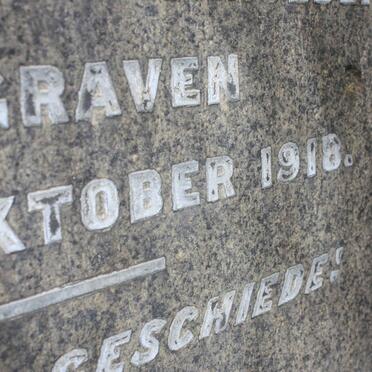 GRAVEN
KTOBER 1918.
GESCHIEDE